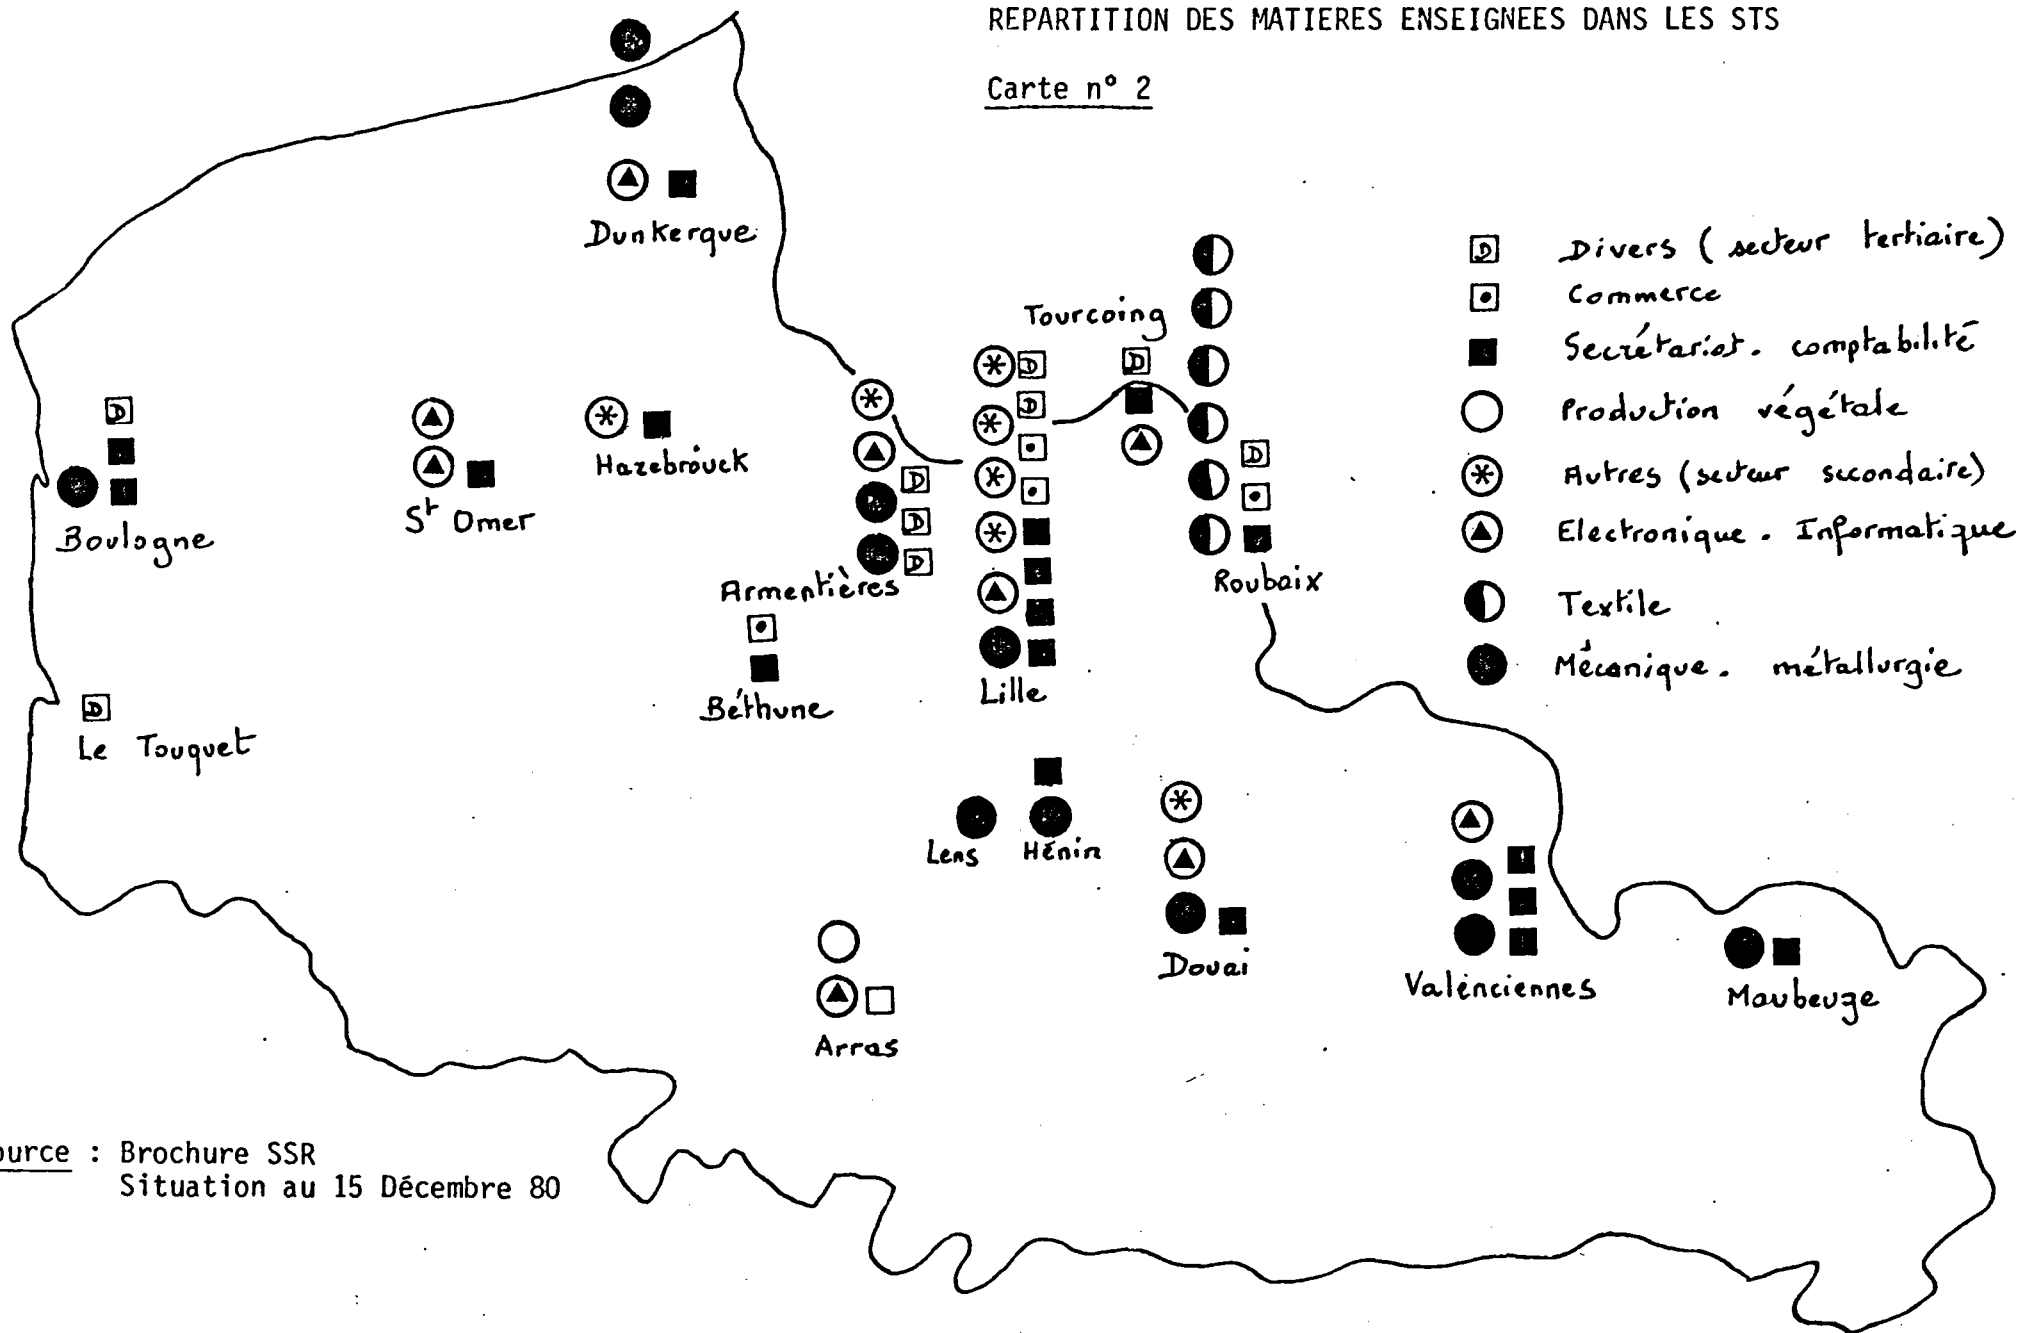 REPARTITION DES MATIERES ENSEIGNEES DANS LES STS
Carte n° 2
Dunkerque
Tourcoing
D Divers (secteur tertiaire)
Commerce
Secrétariat. comptabilité
Production végétale
Autres (secteur secondaire)
Electronique. Informatique
Textile
Mécanique. métallurgie
D
D
D
D
D
D
D
D
Boulogne
St Omer
Hazebrouck
Armentières
Roubaix
Béthune
Lille
D
Le Touquet
Lens
Hénin
Douai
Valenciennes
Maubeuge
Arras
ource : Brochure SSR
Situation au 15 Décembre 80